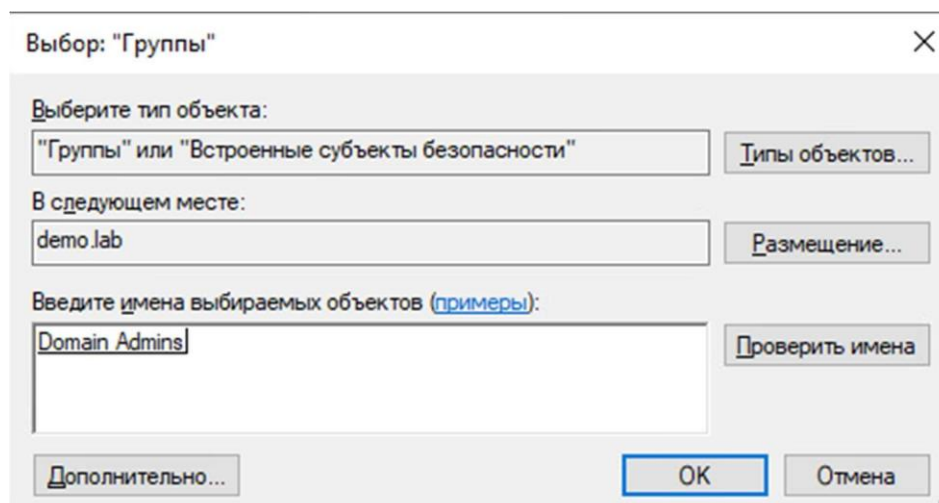 Выбор: "Группы"
Выберите тип объекта:
"Группы" или "Встроенные субъекты безопасности"
Типы объектов...
В следующем месте:
demo.lab
Размещение...
Введите имена выбираемых объектов (примеры):
Domain Admins
Проверить имена
Дополнительно...
ОК
Отмена